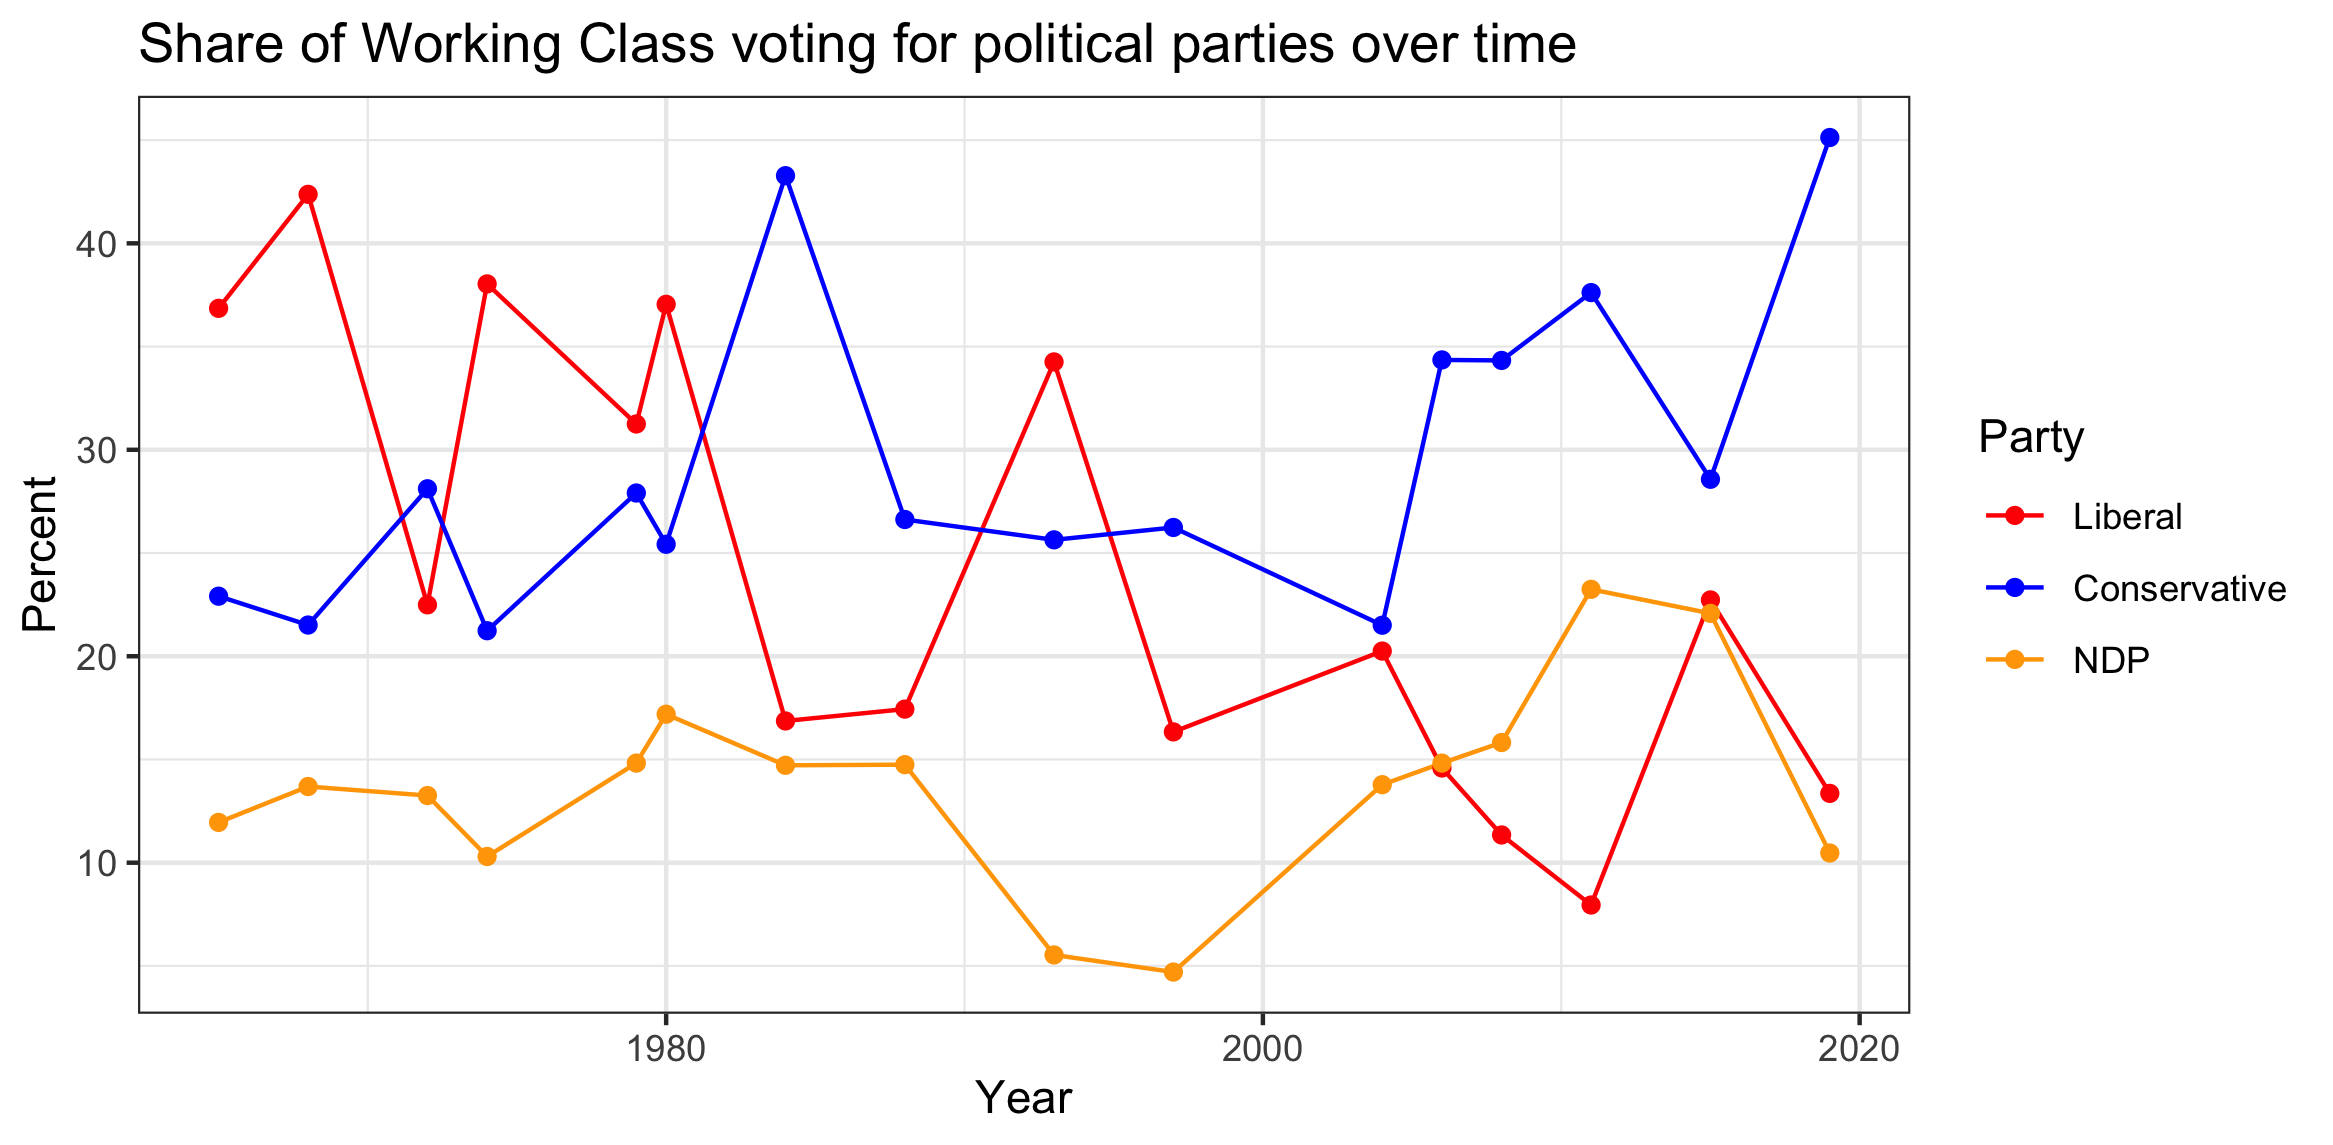 Share of Working Class voting for political parties over time
Percent
40
30
20
10
1980
2000
2020
Year
Party
Liberal
Conservative
NDP